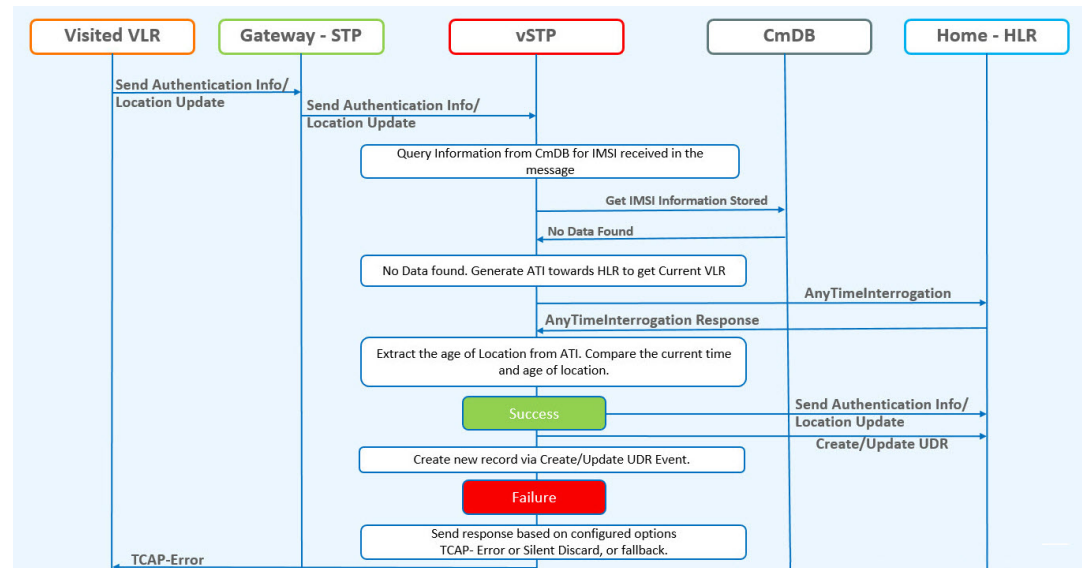 Visited VLR
Gateway - STP
vSTP
CmDB
Home - HLR
Send Authentication Info/
Location Update
Send Authentication Info/
Location Update
Query Information from CmDB for IMSI received in the
message
Get IMSI Information Stored
No Data Found
No Data found. Generate ATI towards HLR to get Current VLR
AnyTimeInterrogation
AnyTimeInterrogation Response
Extract the age of Location from ATI. Compare the current time
and age of location.
Success
Send Authentication Info/
Location Update
Create/Update UDR
Create new record via Create/Update UDR Event.
Failure
Send response based on configured options
TCAP- Error or Silent Discard, or fallback.
TCAP-Error